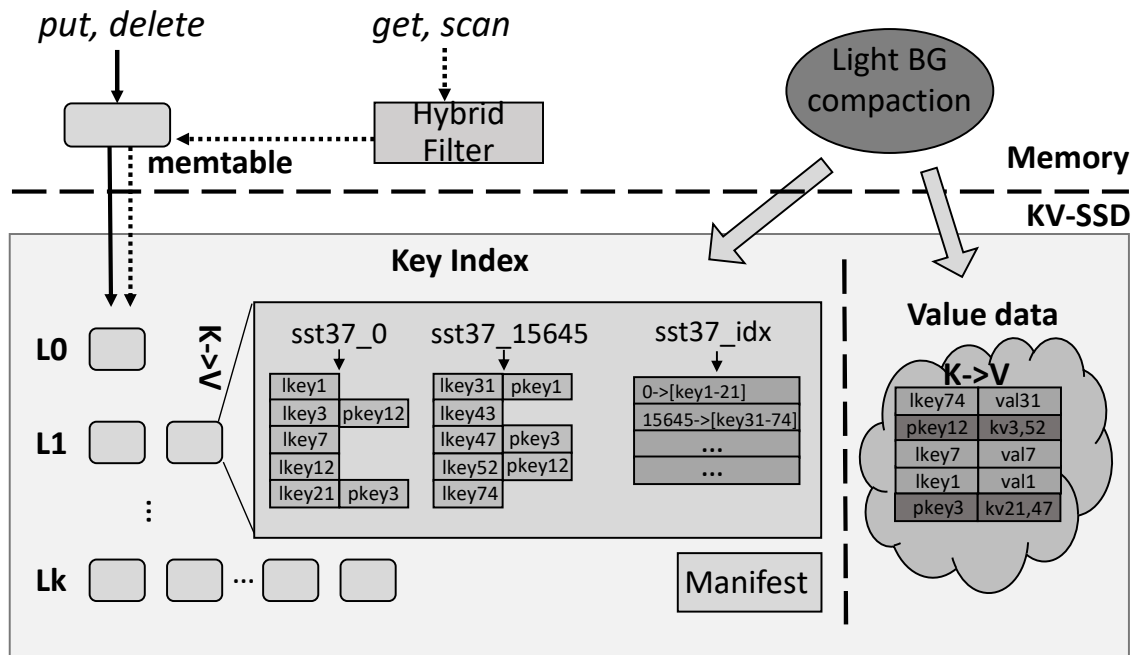 put, delete
get, scan
Light BG
compaction
Hybrid
Filter
memtable
Memory
KV-SSD
Key Index
Value data
K->V
L0
L1
⋮
Lk
...
K->V
sst37_0
sst37_15645
sst37_idx
lkey1
lkey3 pkey12
lkey7
lkey12
lkey21 pkey3
lkey31 pkey1
lkey43
lkey47 pkey3
lkey52 pkey12
lkey74
0->[key1-21]
15645->[key31-74]
...
...
lkey74 val31
pkey12 kv3,52
lkey7 val7
lkey1 val1
pkey3 kv21,47
Manifest